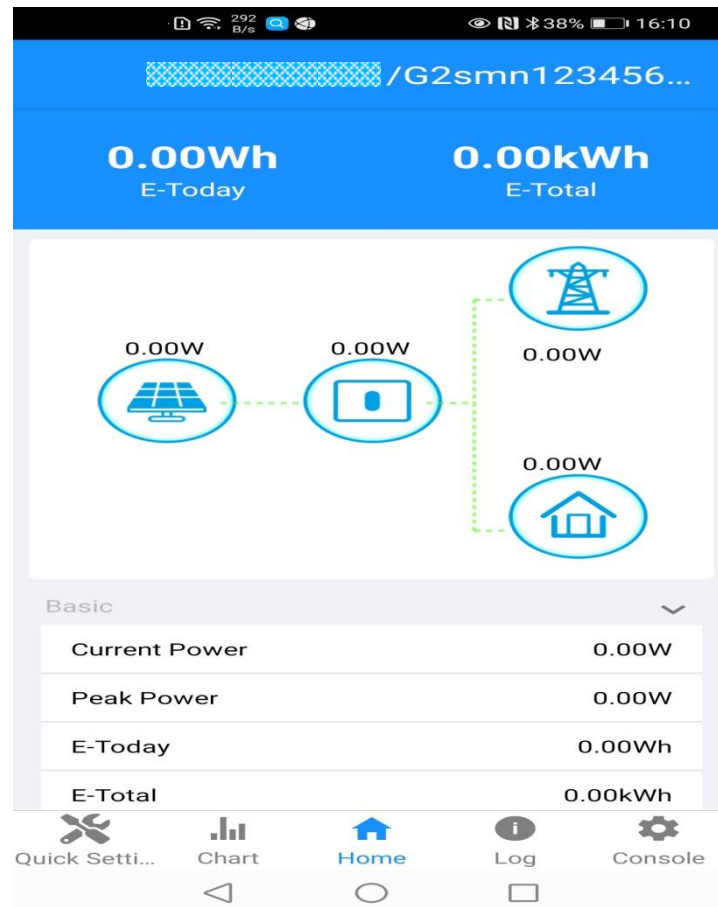 292 B/s 38% 16:10
/G2smn123456...
0.00Wh 0.00kWh
E-Today E-Total
0.00W 0.00W 0.00W
0.00W
Basic
Current Power 0.00W
Peak Power 0.00W
E-Today 0.00Wh
E-Total 0.00kWh
Quick Setti... Chart Home Log Console